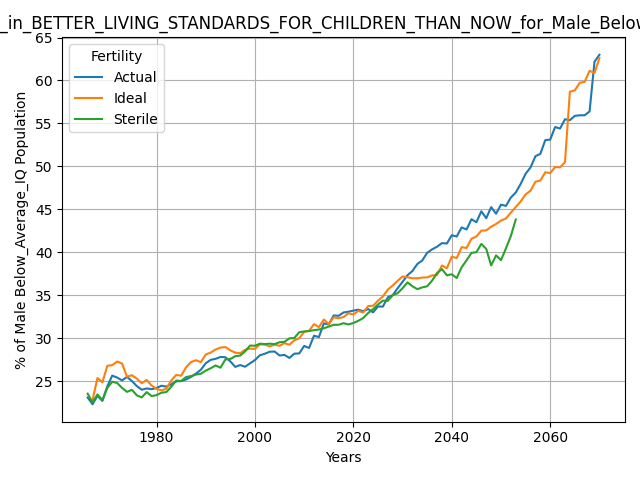 _in_BETTER_LIVING_STANDARDS_FOR_CHILDREN_THAN_NOW_for_Male_Below
Fertility
Actual
Ideal
Sterile
% of Male Below_Average_IQ Population
65
60
55
50
45
40
35
30
25
1980
2000
2020
2040
2060
Years